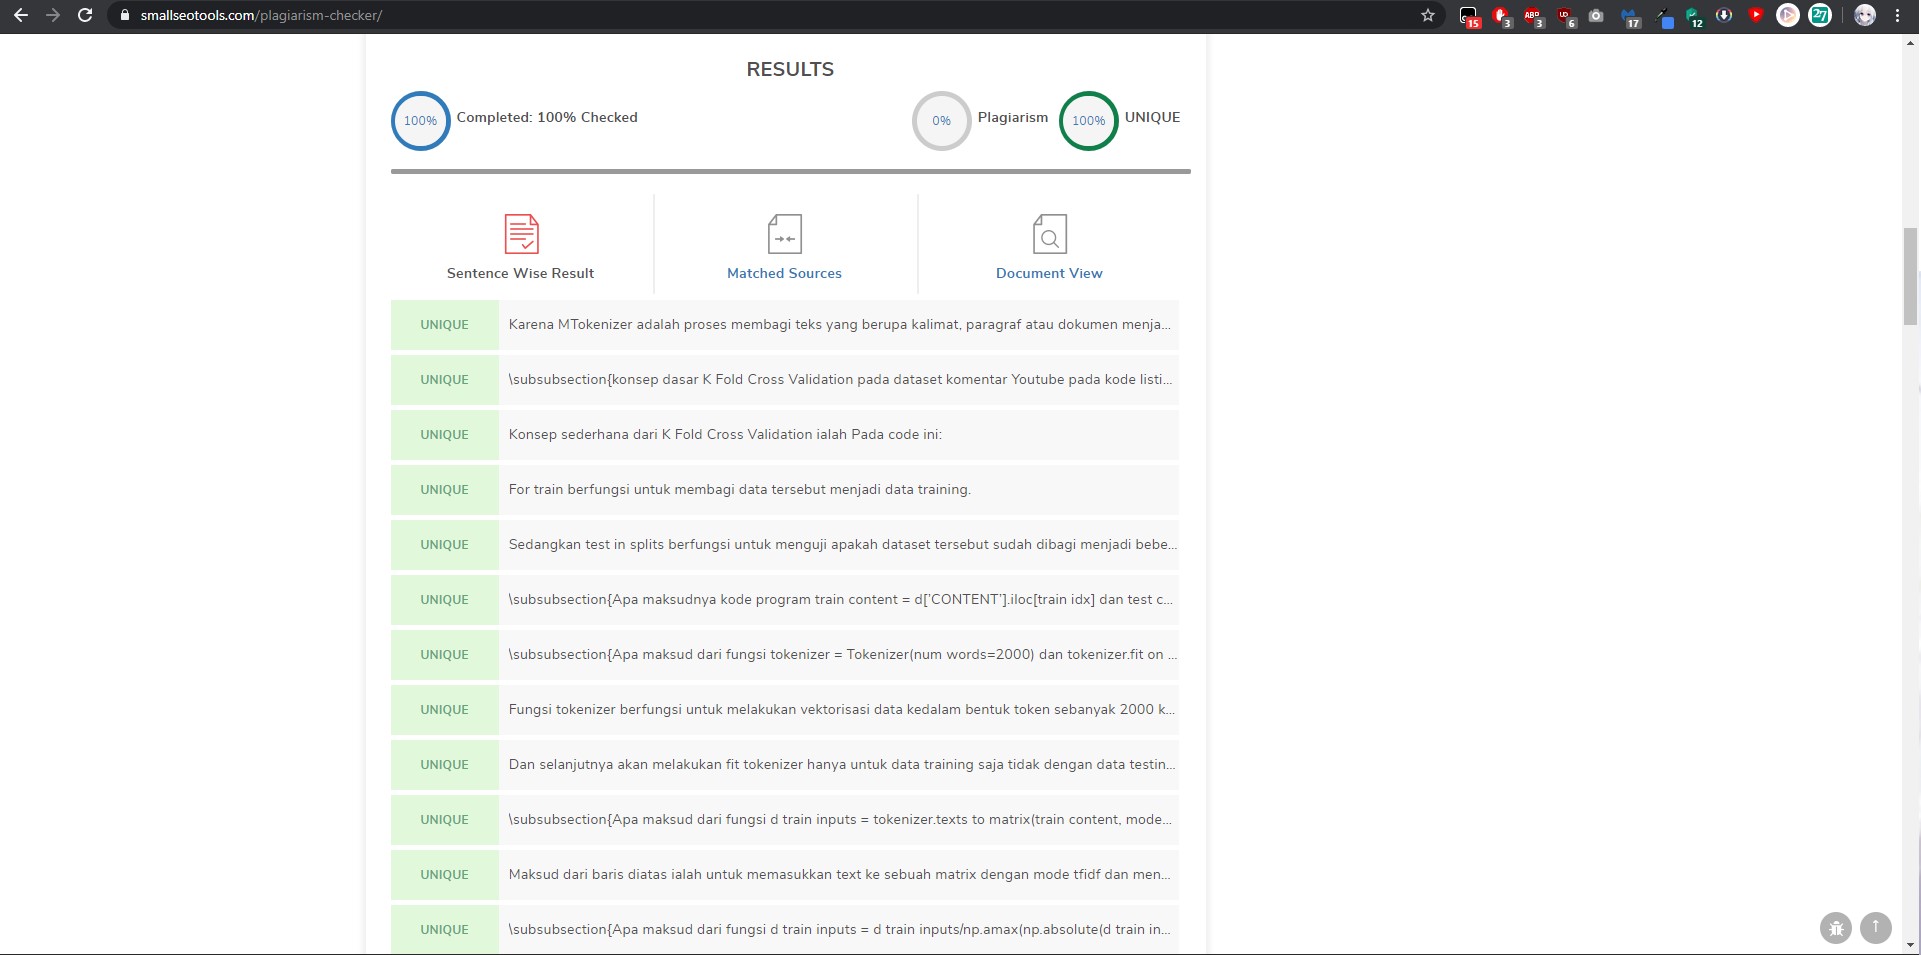 smallseotools.com/plagiarism-checker/
15
3
ABP
3
UD
6
17
12
27
RESULTS
100%
Completed: 100% Checked
0%
Plagiarism
100%
UNIQUE
Sentence Wise Result
Matched Sources
Document View
UNIQUE Karena MTokenizer adalah proses membagi teks yang berupa kalimat, paragraf atau dokumen menja...
UNIQUE \subsubsection{konsep dasar K Fold Cross Validation pada dataset komentar Youtube pada kode listi...
UNIQUE Konsep sederhana dari K Fold Cross Validation ialah Pada code ini:
UNIQUE For train berfungsi untuk membagi data tersebut menjadi data training.
UNIQUE Sedangkan test in splits berfungsi untuk menguji apakah dataset tersebut sudah dibagi menjadi bebe...
UNIQUE \subsubsection{Apa maksudnya kode program train content = d['CONTENT'].iloc[train idx] dan test c...
UNIQUE \subsubsection{Apa maksud dari fungsi tokenizer = Tokenizer(num words=2000) dan tokenizer.fit on ...
UNIQUE Fungsi tokenizer berfungsi untuk melakukan vektorisasi data kedalam bentuk token sebanyak 2000 k...
UNIQUE Dan selanjutnya akan melakukan fit tokenizer hanya untuk data training saja tidak dengan data testin...
UNIQUE \subsubsection{Apa maksud dari fungsi d train inputs = tokenizer.texts to matrix(train content, mode...
UNIQUE Maksud dari baris diatas ialah untuk memasukkan text ke sebuah matrix dengan mode tfidf dan men...
UNIQUE \subsubsection{Apa maksud dari fungsi d train inputs = d train inputs/np.amax(np.absolute(d train in...